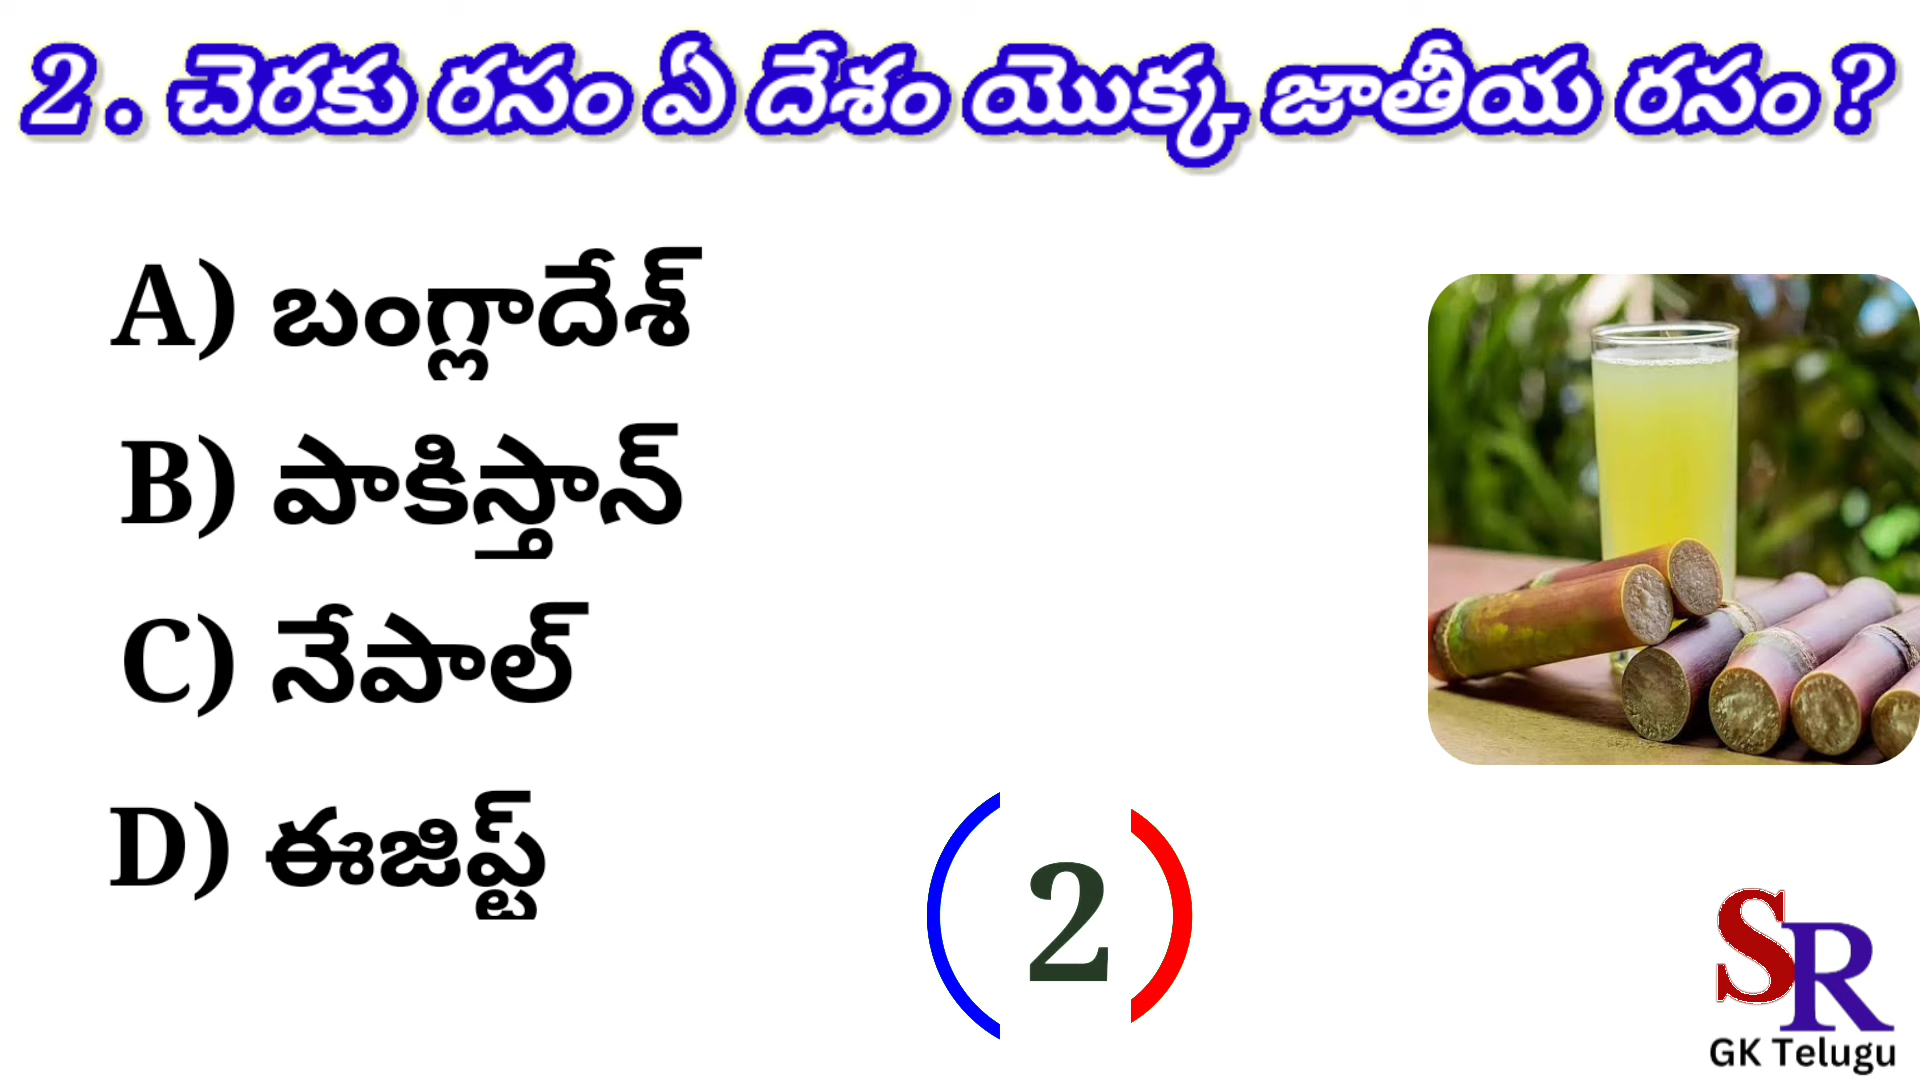 2 . చెరకు రసం ఏ దేశం యొక్క జాతీయ రసం ?
A) బంగ్లాదేశ్
B) పాకిస్తాన్
C) నేపాల్
D) ఈజిప్ట్
2
SR
GK Telugu